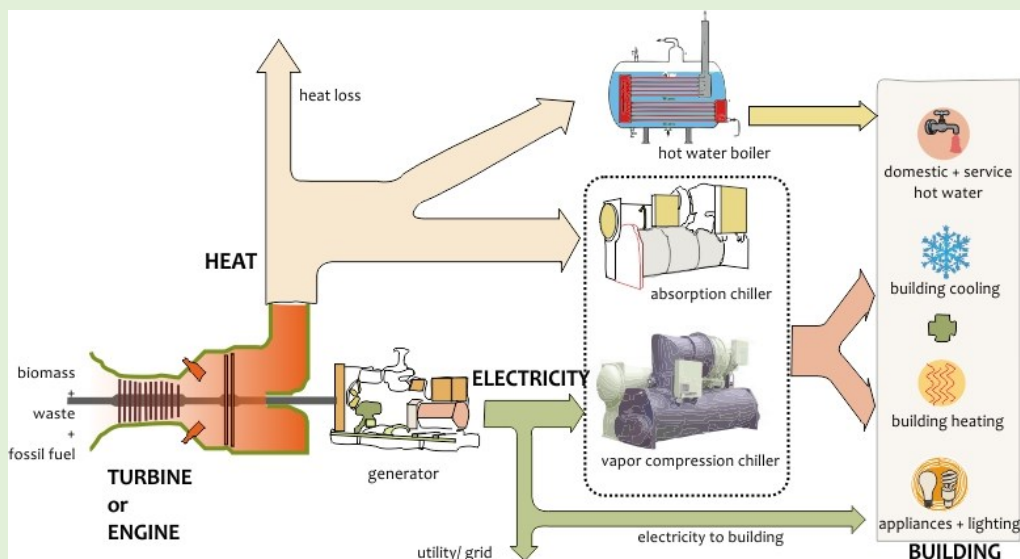 heat loss
hot water boiler
domestic + service
hot water
HEAT
absorption chiller
building cooling
biomass
+
waste
+
fossil fuel
generator
ELECTRICITY
vapor compression chiller
building heating
TURBINE
or
ENGINE
utility/ grid
electricity to building
appliances + lighting
BUILDING